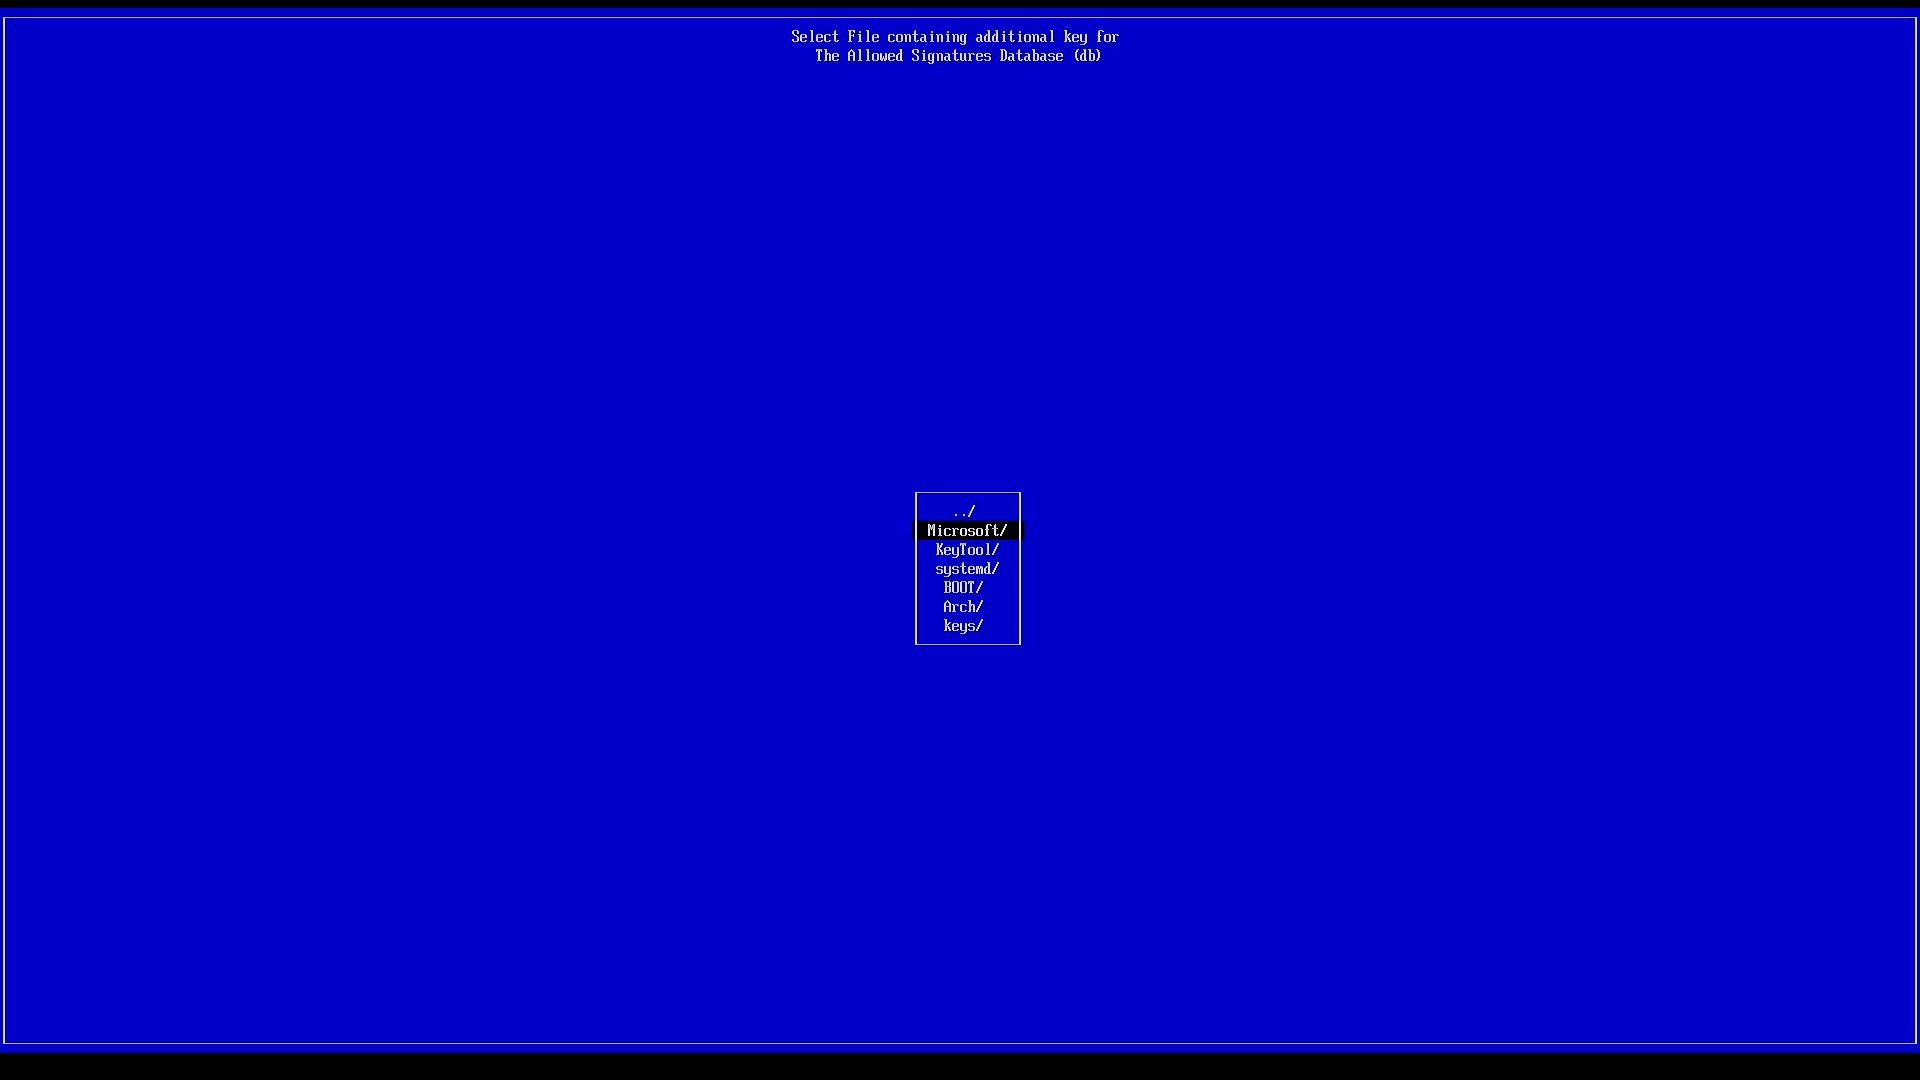 Select File containing additional key for
The Allowed Signatures Database (db)
../
Microsoft/
KeyTool/
systemd/
BOOT/
Arch/
keys/